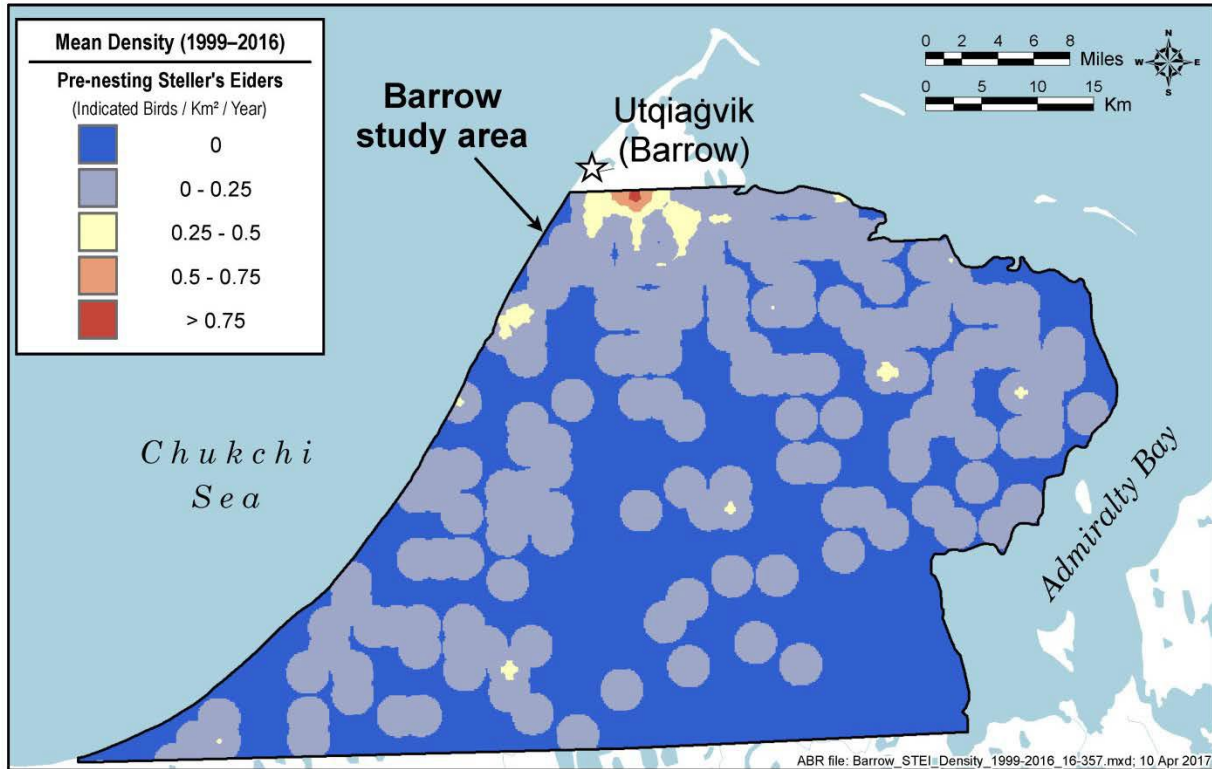 Mean Density (1999–2016)
Pre-nesting Steller's Eiders
(Indicated Birds / Km² / Year)
0
0 - 0.25
0.25 - 0.5
0.5 - 0.75
> 0.75
Barrow
study area
Utqiaġvik
(Barrow)
0 2 4 6 8
Miles
0 5 10 15
Km
N
W E
S
Chukchi
Sea
Admiralty Bay
ABR file: Barrow_STEI_Density_1999-2016_16-357.mxd; 10 Apr 2017